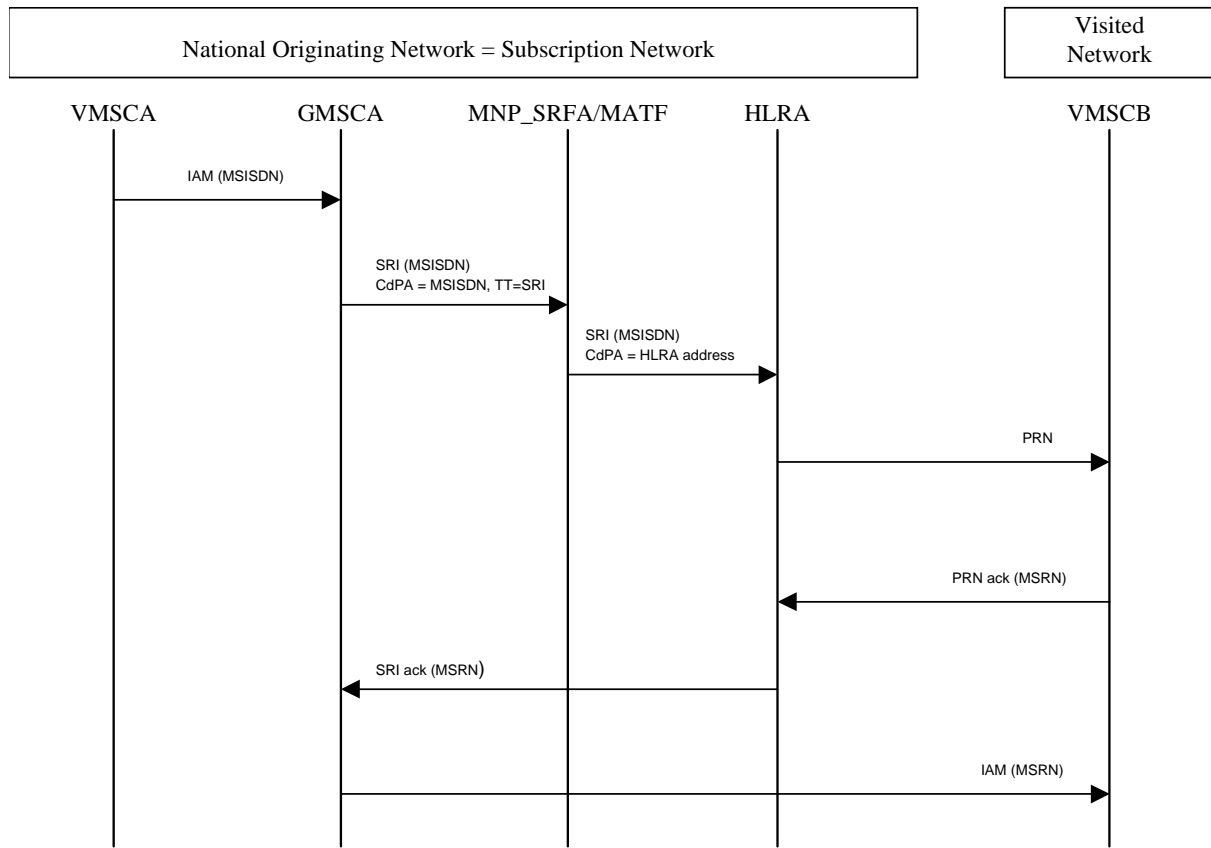 National Originating Network = Subscription Network
Visited
Network
VMSCA
GMSCA
MNP_SRFA/MATF
HLRA
VMSCB
IAM (MSISDN)
SRI (MSISDN)
CdPA = MSISDN, TT=SRI
SRI (MSISDN)
CdPA = HLRA address
PRN
PRN ack (MSRN)
SRI ack (MSRN)
IAM (MSRN)